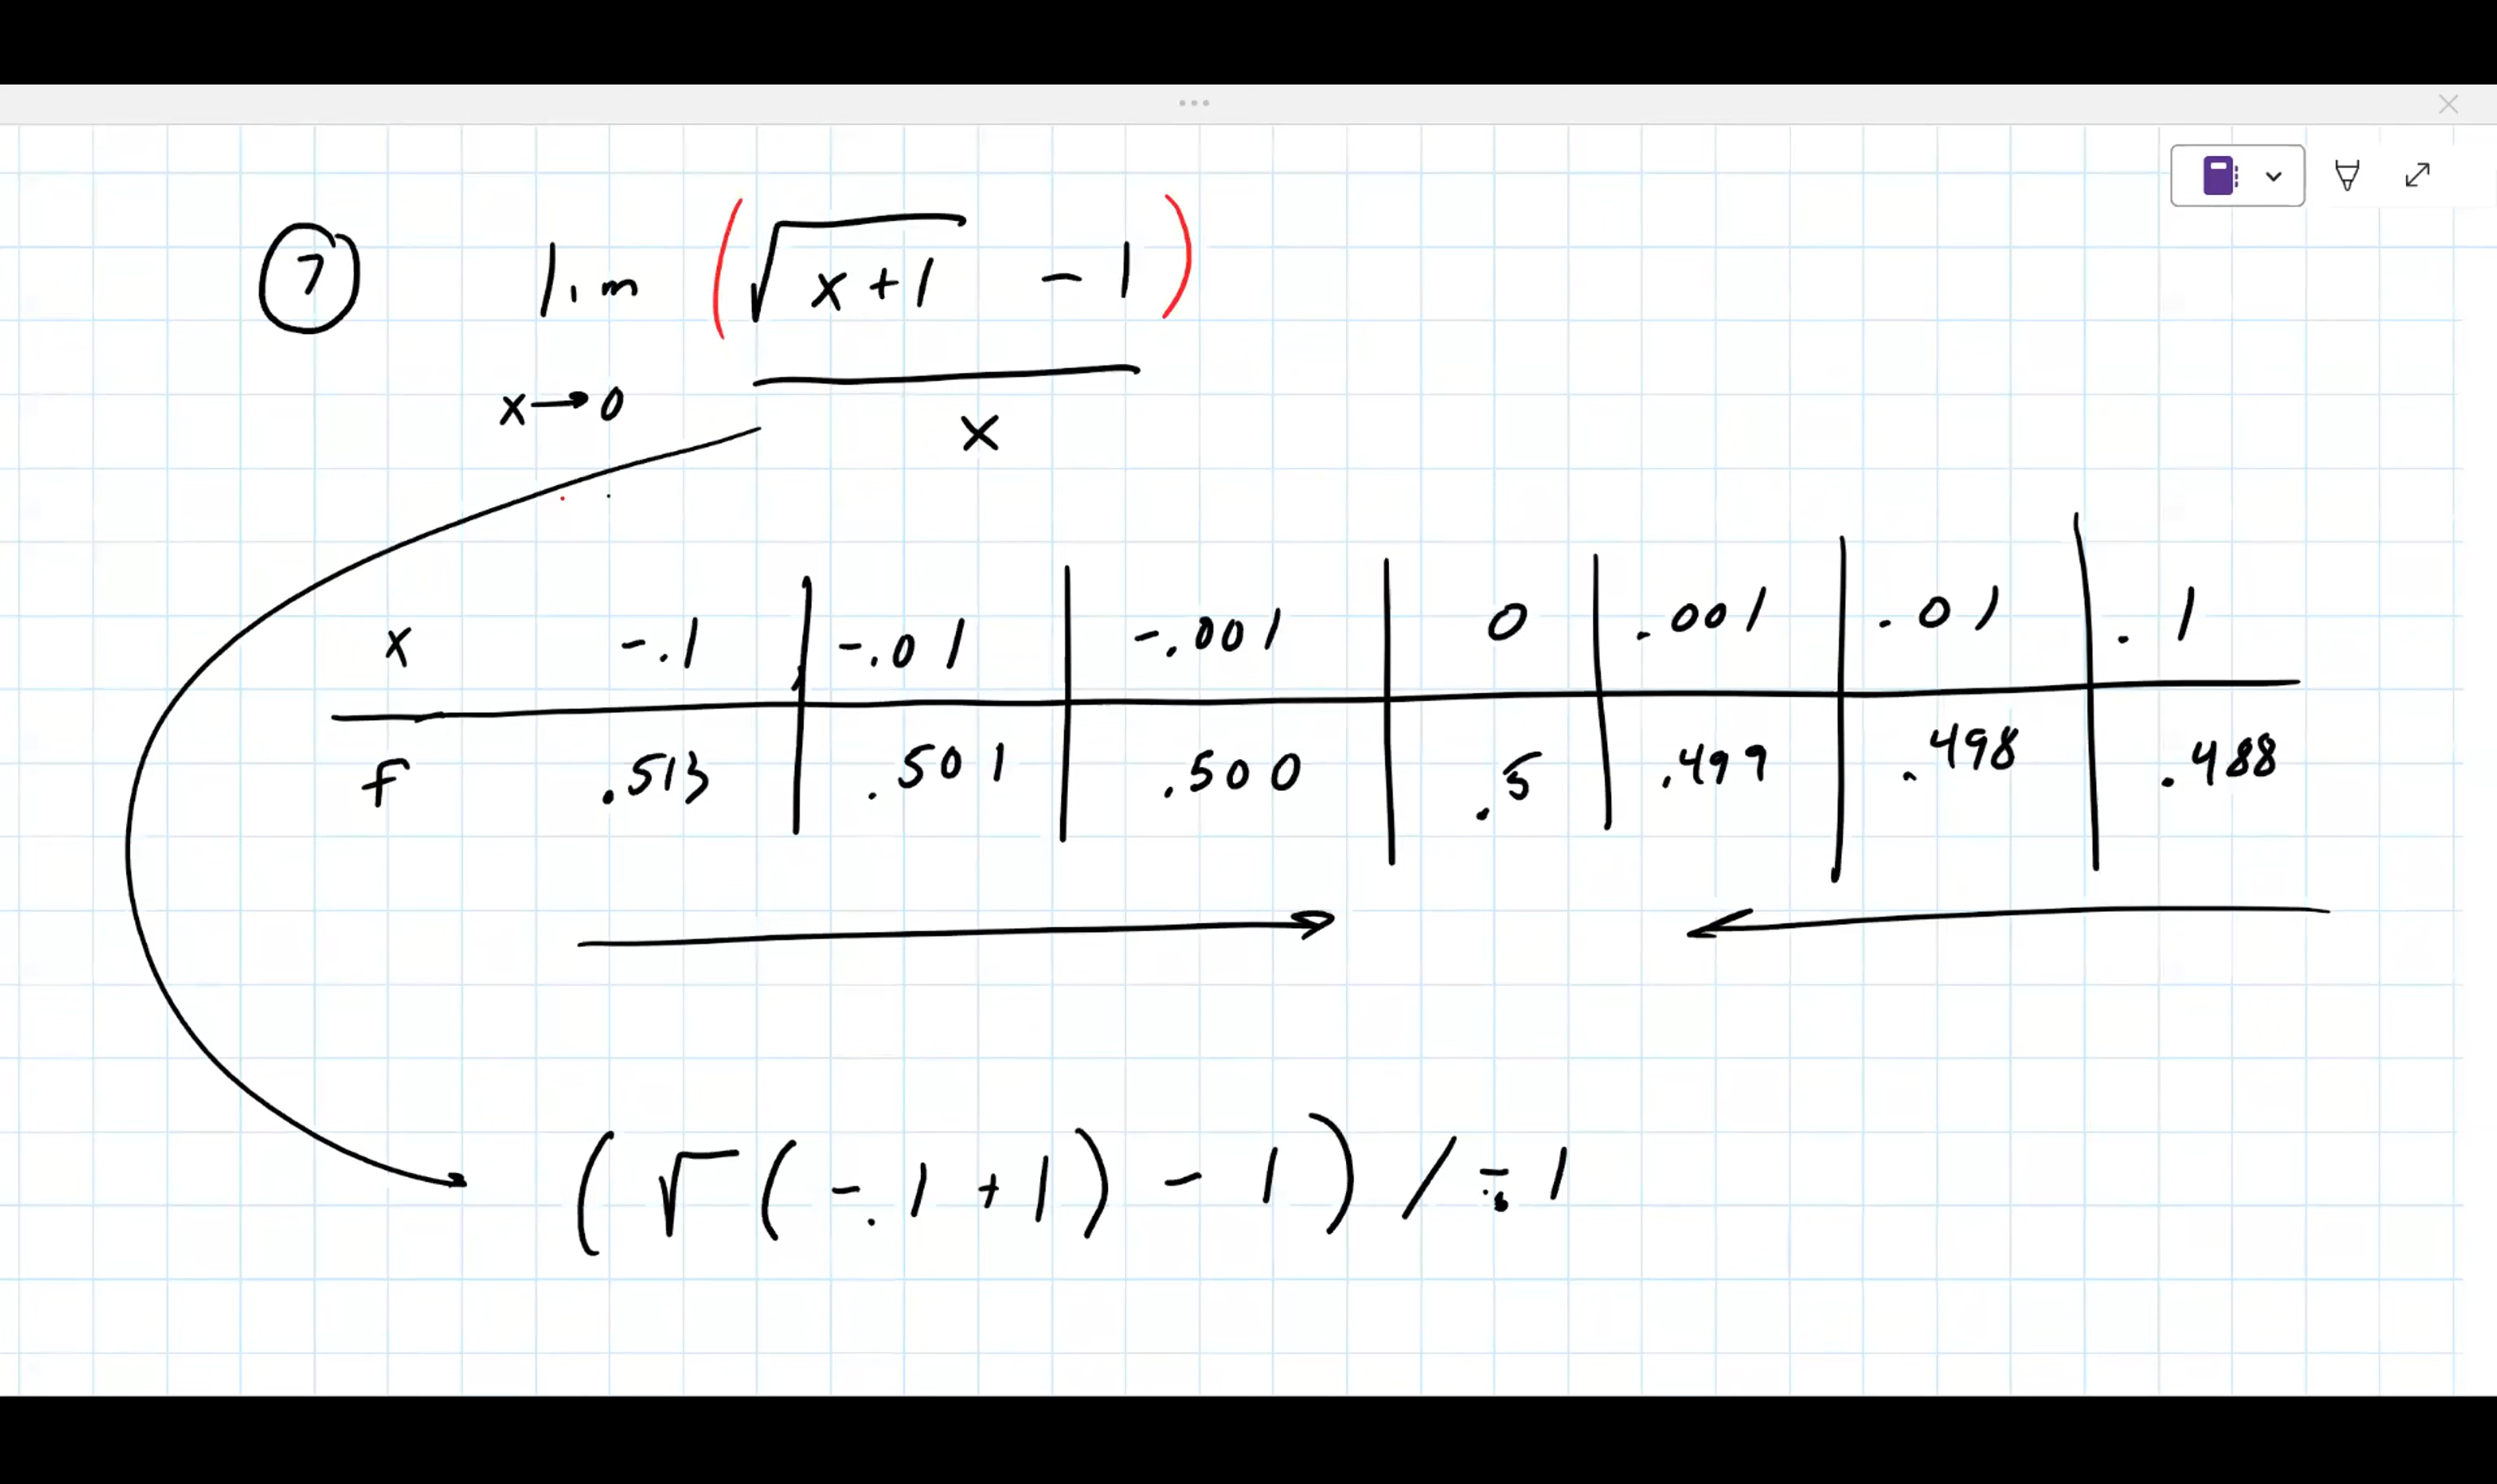 ⑦ lim (√x+1 - 1)
x→0 x
x -.1 -.01 -.001 0 .001 .01 .1
F .513 .501 .500 .5 .499 .498 .488
(√(-.1+1) - 1) / -.1